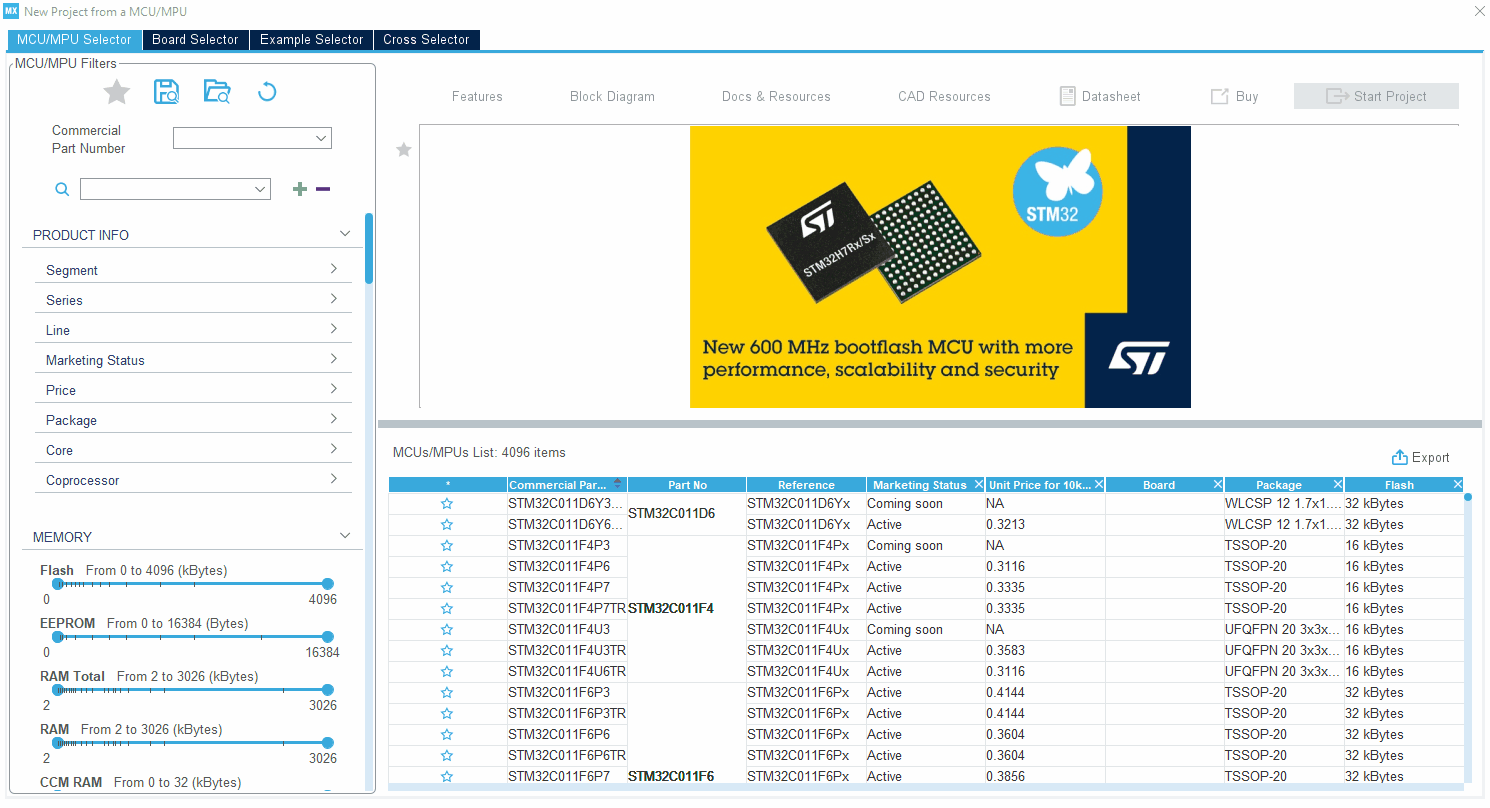 MX New Project from a MCU/MPU
MCU/MPU Selector Board Selector Example Selector Cross Selector
MCU/MPU Filters
Commercial
Part Number
PRODUCT INFO
Segment
Series
Line
Marketing Status
Price
Package
Core
Coprocessor
MEMORY
Flash From 0 to 4096 (kBytes)
0 4096
EEPROM From 0 to 16384 (Bytes)
0 16384
RAM Total From 2 to 3026 (kBytes)
2 3026
RAM From 2 to 3026 (kBytes)
2 3026
CCM RAM From 0 to 32 (kBytes)
Features Block Diagram Docs & Resources CAD Resources Datasheet Buy Start Project
ST
STM32H7Rx/Sx
STM32
New 600 MHz bootflash MCU with more
performance, scalability and security
ST
MCUs/MPUs List: 4096 items
Export
* Commercial Par... Part No Reference Marketing Status Unit Price for 10k... Board Package Flash
STM32C011D6Y3... STM32C011D6 STM32C011D6Yx Coming soon NA WLCSP 12 1.7x1.... 32 kBytes
STM32C011D6Y6... STM32C011D6Yx Active 0.3213 WLCSP 12 1.7x1.... 32 kBytes
STM32C011F4P3 STM32C011F4Px Coming soon NA TSSOP-20 16 kBytes
STM32C011F4P6 STM32C011F4Px Active 0.3116 TSSOP-20 16 kBytes
STM32C011F4P7 STM32C011F4Px Active 0.3335 TSSOP-20 16 kBytes
STM32C011F4P7TR STM32C011F4 STM32C011F4Px Active 0.3335 TSSOP-20 16 kBytes
STM32C011F4U3 STM32C011F4Ux Coming soon NA UFQFPN 20 3x3x... 16 kBytes
STM32C011F4U3TR STM32C011F4Ux Active 0.3583 UFQFPN 20 3x3x... 16 kBytes
STM32C011F4U6TR STM32C011F4Ux Active 0.3116 UFQFPN 20 3x3x... 16 kBytes
STM32C011F6P3 STM32C011F6Px Active 0.4144 TSSOP-20 32 kBytes
STM32C011F6P3TR STM32C011F6Px Active 0.4144 TSSOP-20 32 kBytes
STM32C011F6P6 STM32C011F6Px Active 0.3604 TSSOP-20 32 kBytes
STM32C011F6P6TR STM32C011F6Px Active 0.3604 TSSOP-20 32 kBytes
STM32C011F6P7 STM32C011F6 STM32C011F6Px Active 0.3856 TSSOP-20 32 kBytes